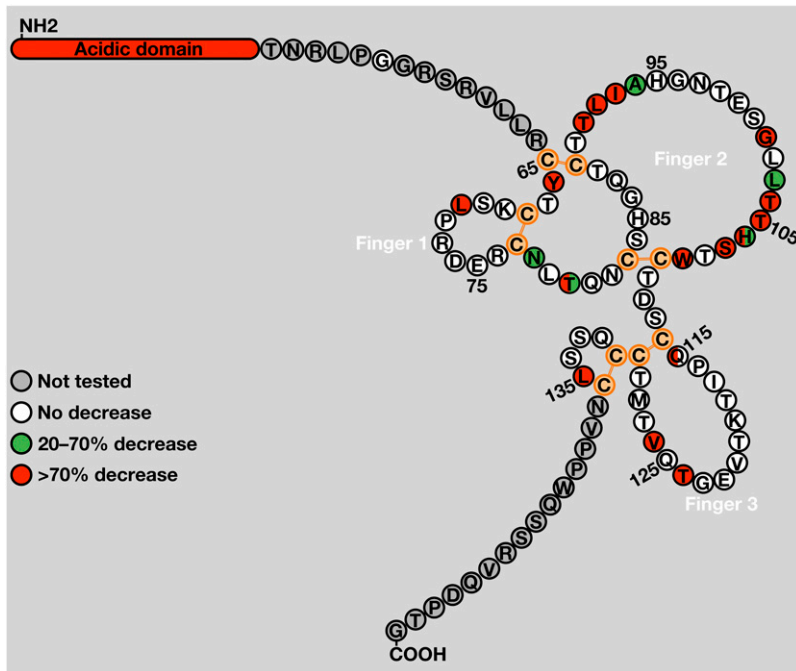 NH2
Acidic domain
TNRLPGGRSRVLLRCYTCKSLPRDERCNLTQNCSHGQTCTTLIAHGNTESGLLTTHSTWCTDSCQPITKTVEGTQVTMTCCQSSLCNVPPWQSSRVQDPTG
COOH
65
75
85
95
105
115
125
135
Finger 1
Finger 2
Finger 3
Not tested
No decrease
20–70% decrease
>70% decrease